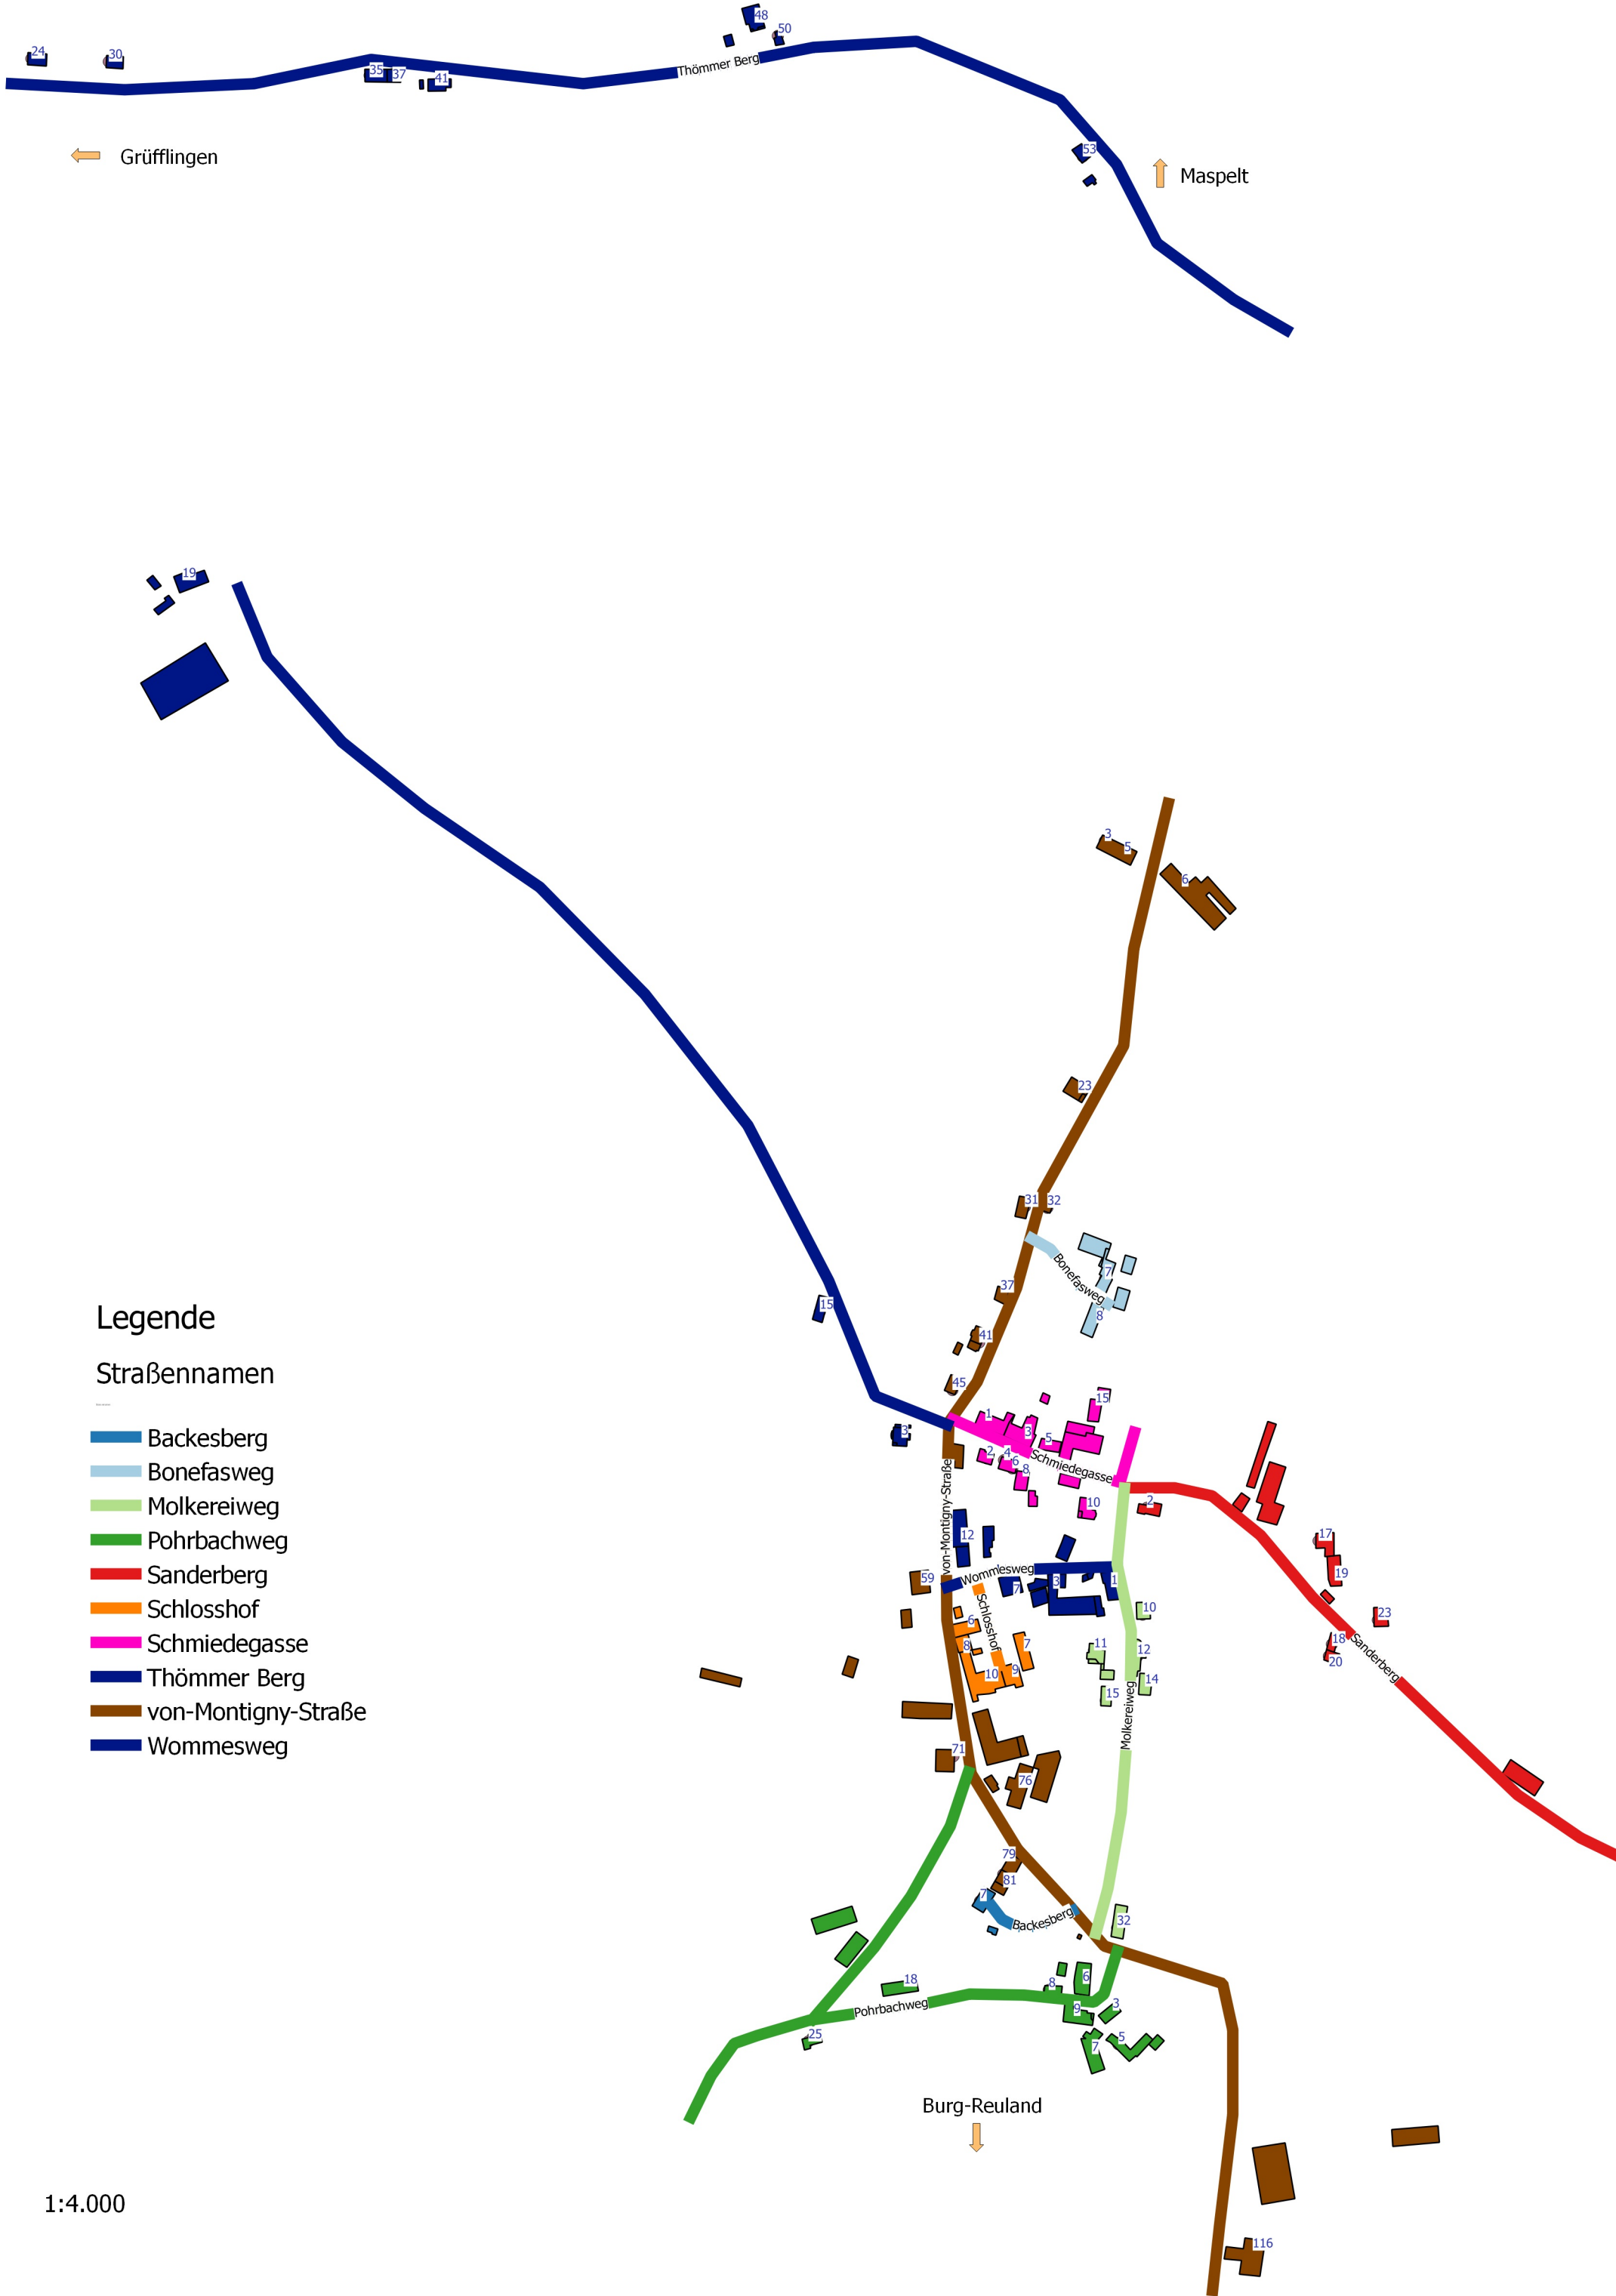 48
50
24
30
Thömmer Berg
35
37
41
53
Grüfflingen
Maspelt
19
3
5
6
23
31
32
7
Bonefasweg
37
15
8
41
45
Legende
Straßennamen
Backesberg
Bonefasweg
Molkereiweg
Pohrbachweg
Sanderberg
Schlosshof
Schmiedegasse
Thömmer Berg
von-Montigny-Straße
Wommesweg
15
1
3
3
5
2
4
6
8
Schmiedegasse
10
2
von-Montigny-Straße
12
17
Wommesweg
19
59
7
3
1
10
23
Schlosshof
6
8
7
11
12
18
20
Sanderberg
9
10
14
15
Molkereiweg
71
76
79
81
7
Backesberg
32
18
8
6
Pohrbachweg
9
3
25
7
5
Burg-Reuland
1:4.000
116